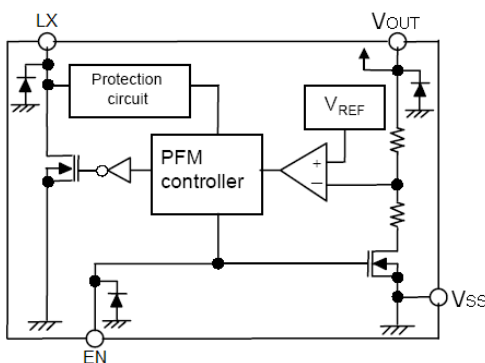 LX
VOUT
Protection
circuit
VREF
PFM
controller
+
−
VSS
EN